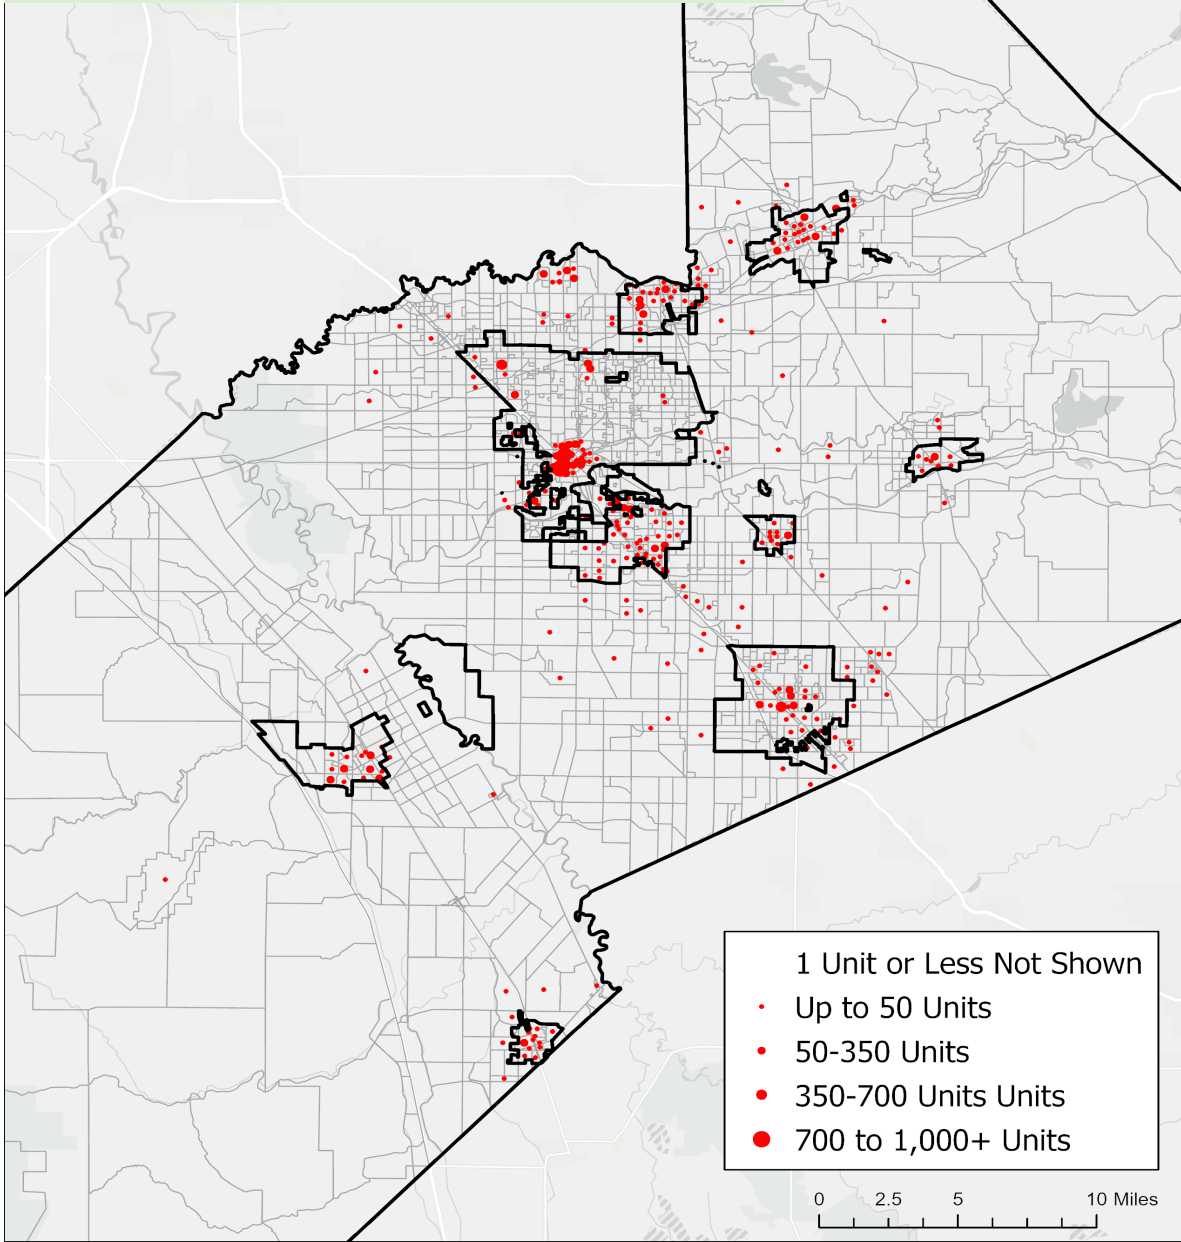 1 Unit or Less Not Shown
Up to 50 Units
50-350 Units
350-700 Units Units
700 to 1,000+ Units
0 2.5 5 10 Miles